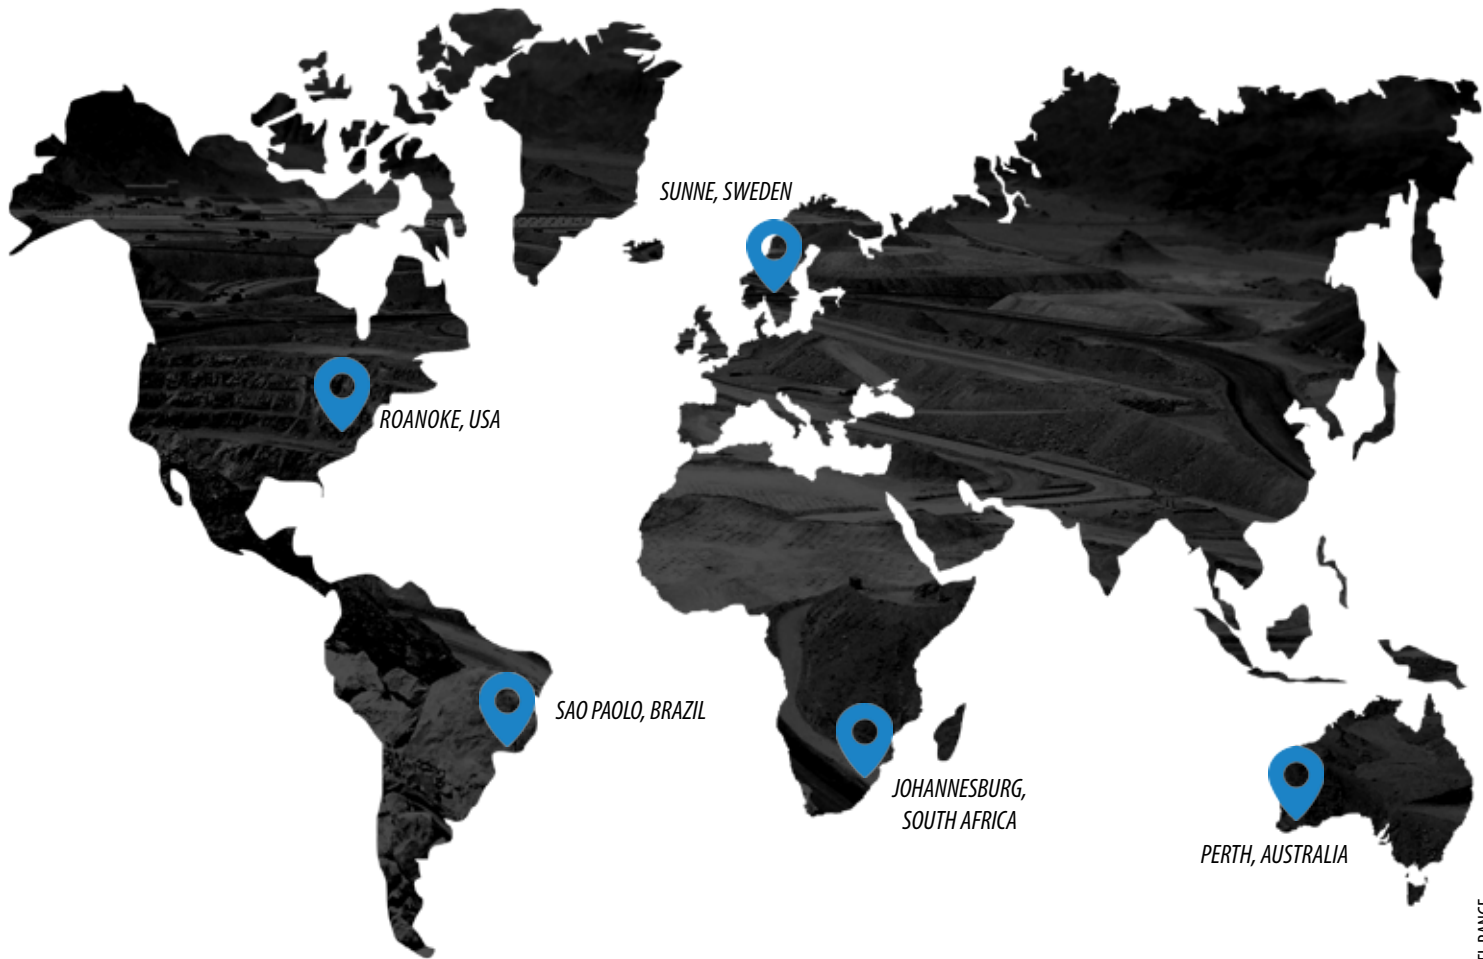 SUNNE, SWEDEN
ROANOKE, USA
SAO PAOLO, BRAZIL
JOHANNESBURG,
SOUTH AFRICA
PERTH, AUSTRALIA